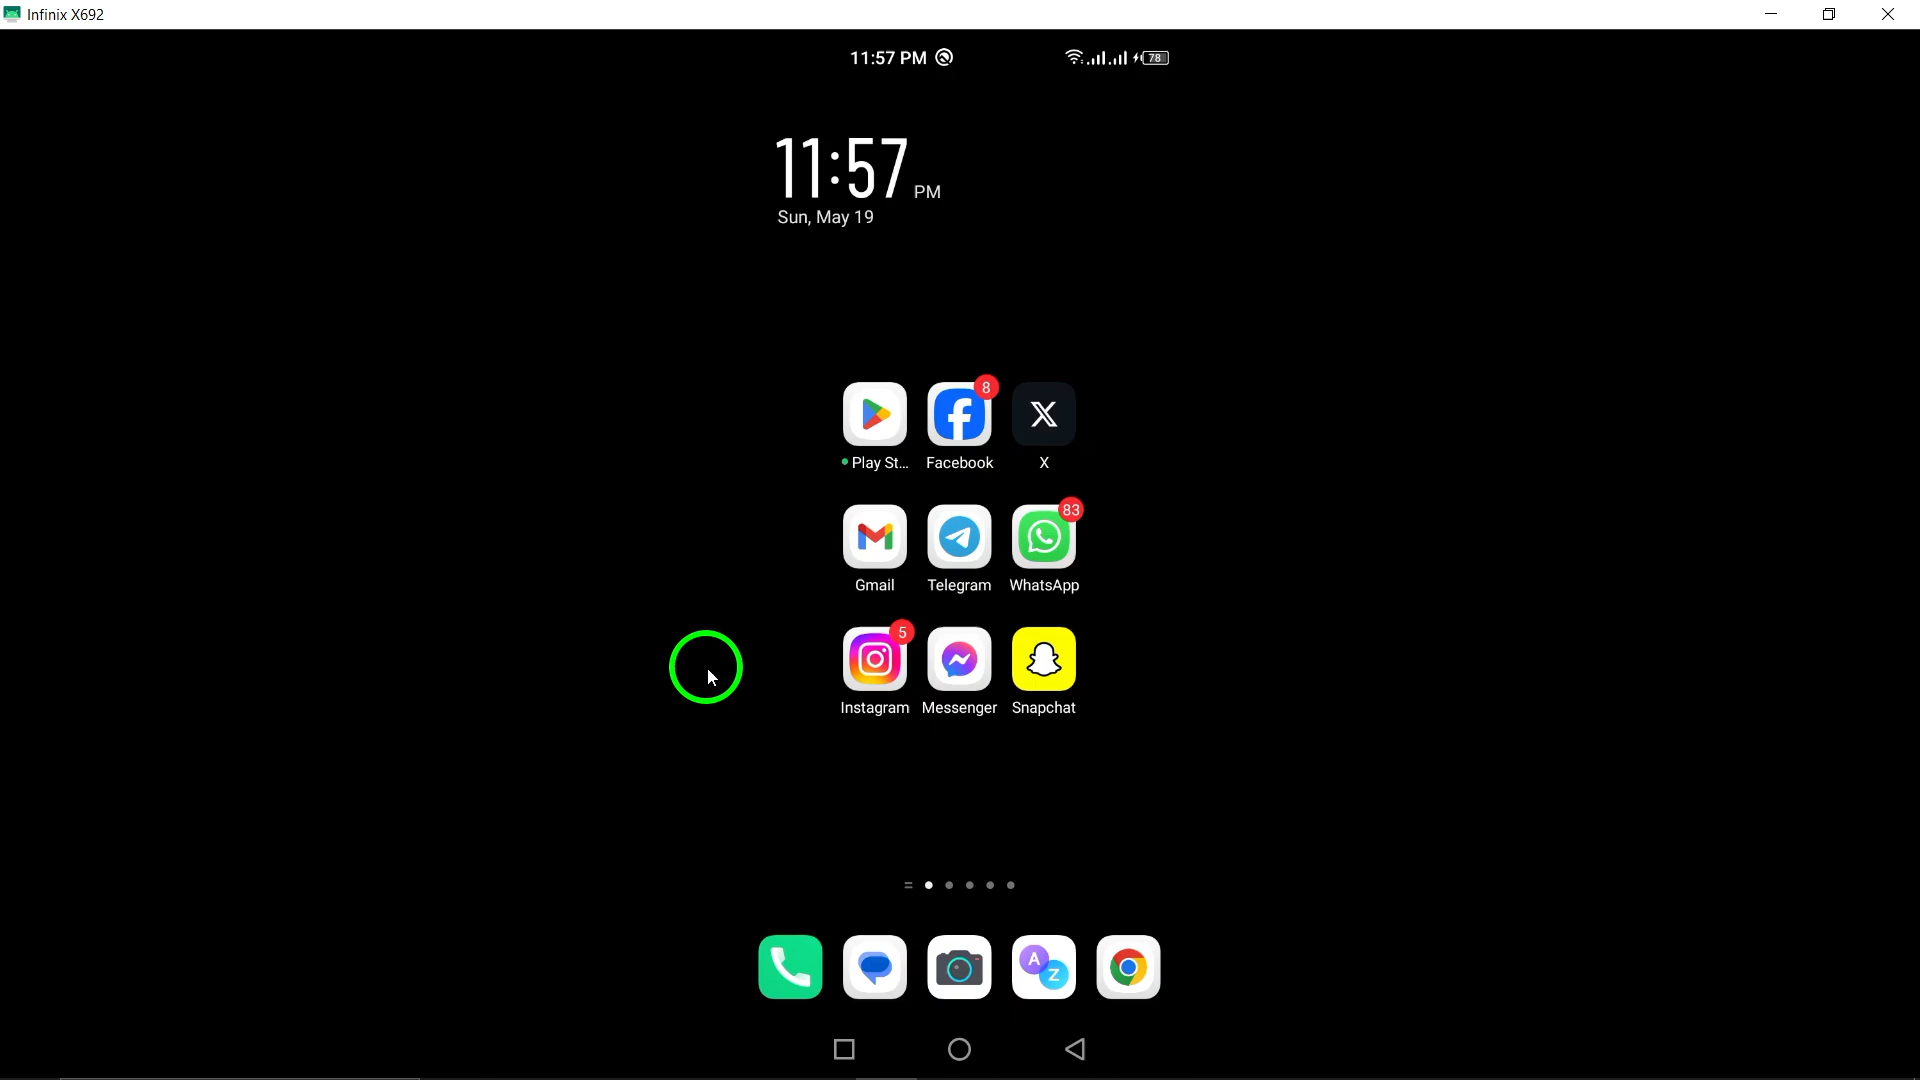 Infinix X692
11:57 PM 78
11:57 PM
Sun, May 19
8
Play St... Facebook X
83
Gmail Telegram WhatsApp
5
Instagram Messenger Snapchat
A Z